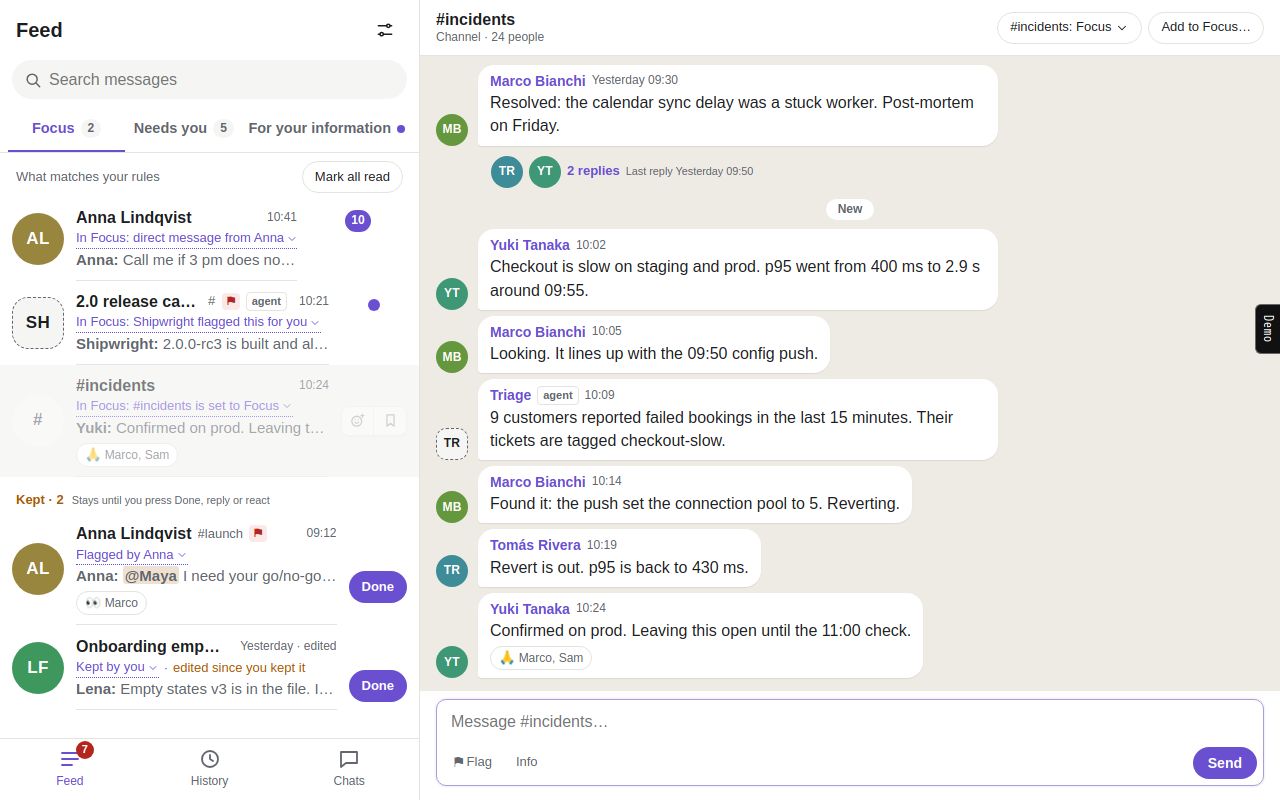 Feed
Search messages
Focus 2 Needs you 5 For your information
What matches your rules Mark all read
AL Anna Lindqvist 10:41 10
In Focus: direct message from Anna
Anna: Call me if 3 pm does no…
SH 2.0 release ca… # agent 10:21
In Focus: Shipwright flagged this for you
Shipwright: 2.0.0-rc3 is built and al…
# #incidents 10:24
In Focus: #incidents is set to Focus
Yuki: Confirmed on prod. Leaving t…
🙏 Marco, Sam
Kept · 2 Stays until you press Done, reply or react
AL Anna Lindqvist #launch 09:12
Flagged by Anna
Anna: @Maya I need your go/no-go…
👀 Marco
Done
LF Onboarding emp… Yesterday · edited
Kept by you · edited since you kept it
Lena: Empty states v3 is in the file. I…
Done
7
Feed History Chats
#incidents
Channel · 24 people
#incidents: Focus Add to Focus…
Marco Bianchi Yesterday 09:30
Resolved: the calendar sync delay was a stuck worker. Post-mortem
on Friday.
MB
TR YT 2 replies Last reply Yesterday 09:50
New
Yuki Tanaka 10:02
Checkout is slow on staging and prod. p95 went from 400 ms to 2.9 s
around 09:55.
YT
Marco Bianchi 10:05
Looking. It lines up with the 09:50 config push.
MB
Triage agent 10:09
9 customers reported failed bookings in the last 15 minutes. Their
tickets are tagged checkout-slow.
TR
Marco Bianchi 10:14
Found it: the push set the connection pool to 5. Reverting.
MB
Tomás Rivera 10:19
Revert is out. p95 is back to 430 ms.
TR
Yuki Tanaka 10:24
Confirmed on prod. Leaving this open until the 11:00 check.
🙏 Marco, Sam
YT
Message #incidents…
Flag Info Send
Demo